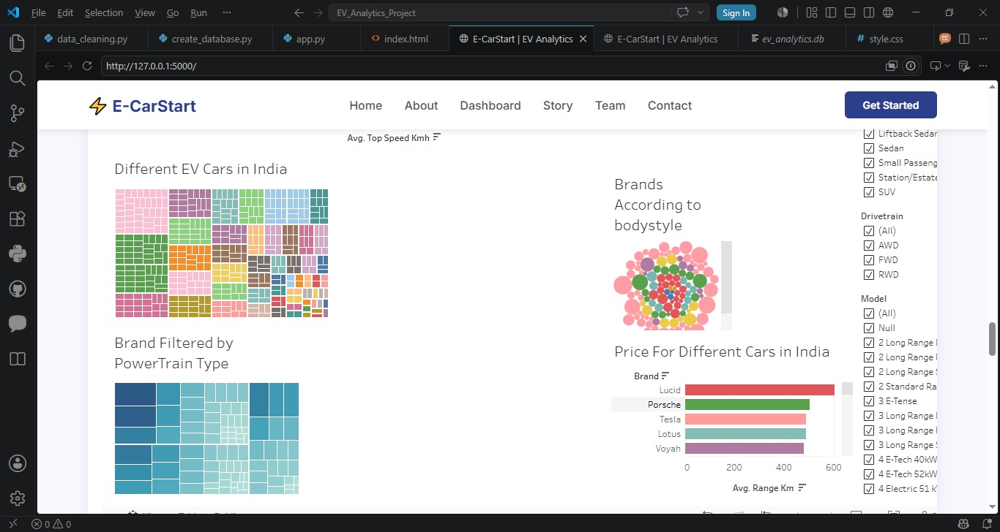 File Edit Selection View Go Run ···
EV_Analytics_Project
Sign In
data_cleaning.py
create_database.py
app.py
index.html
E-CarStart | EV Analytics
E-CarStart | EV Analytics
ev_analytics.db
style.css
http://127.0.0.1:5000/
E-CarStart
Home About Dashboard Story Team Contact
Get Started
Avg. Top Speed Kmh
Different EV Cars in India
Brand Filtered by
PowerTrain Type
Brands
According to
bodystyle
Price For Different Cars in India
Brand
Lucid
Porsche
Tesla
Lotus
Voyah
0 200 400 600
Avg. Range Km
Liftback Sedan
Sedan
Small Passeng
Station/Estate
SUV
Drivetrain
(All)
AWD
FWD
RWD
Model
(All)
Null
2 Long Range
2 Long Range
2 Long Range
2 Standard Ra
3 E-Tense
3 Long Range
3 Long Range
3 Long Range
4 E-Tech 40kW
4 E-Tech 52kW
4 Electric 51 k
0 0 0